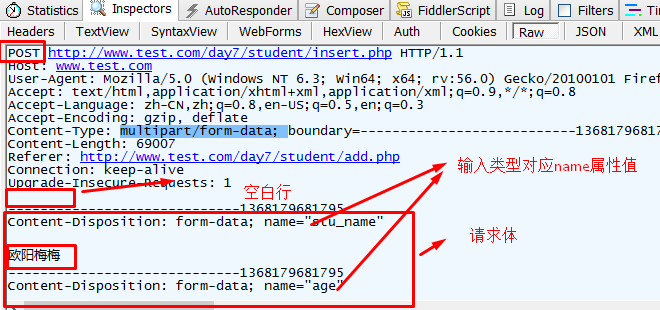 Statistics Inspectors AutoResponder Composer FiddlerScript Log Filters Tim
Headers TextView SyntaxView WebForms HexView Auth Cookies Raw JSON XML
POST http://www.test.com/day7/student/insert.php HTTP/1.1
Host: www.test.com
User-Agent: Mozilla/5.0 (Windows NT 6.3; Win64; x64; rv:56.0) Gecko/20100101 Firef
Accept: text/html,application/xhtml+xml,application/xml;q=0.9,*/*;q=0.8
Accept-Language: zh-CN,zh;q=0.8,en-US;q=0.5,en;q=0.3
Accept-Encoding: gzip, deflate
Content-Type: multipart/form-data; boundary=---------------------------13681796817
Content-Length: 69007
Referer: http://www.test.com/day7/student/add.php
输入类型对应name属性值
Connection: keep-alive
Upgrade-Insecure-Requests: 1
空白行
-----------------------------1368179681795
Content-Disposition: form-data; name="stu_name"
请求体
欧阳梅梅
-----------------------------1368179681795
Content-Disposition: form-data; name="age"